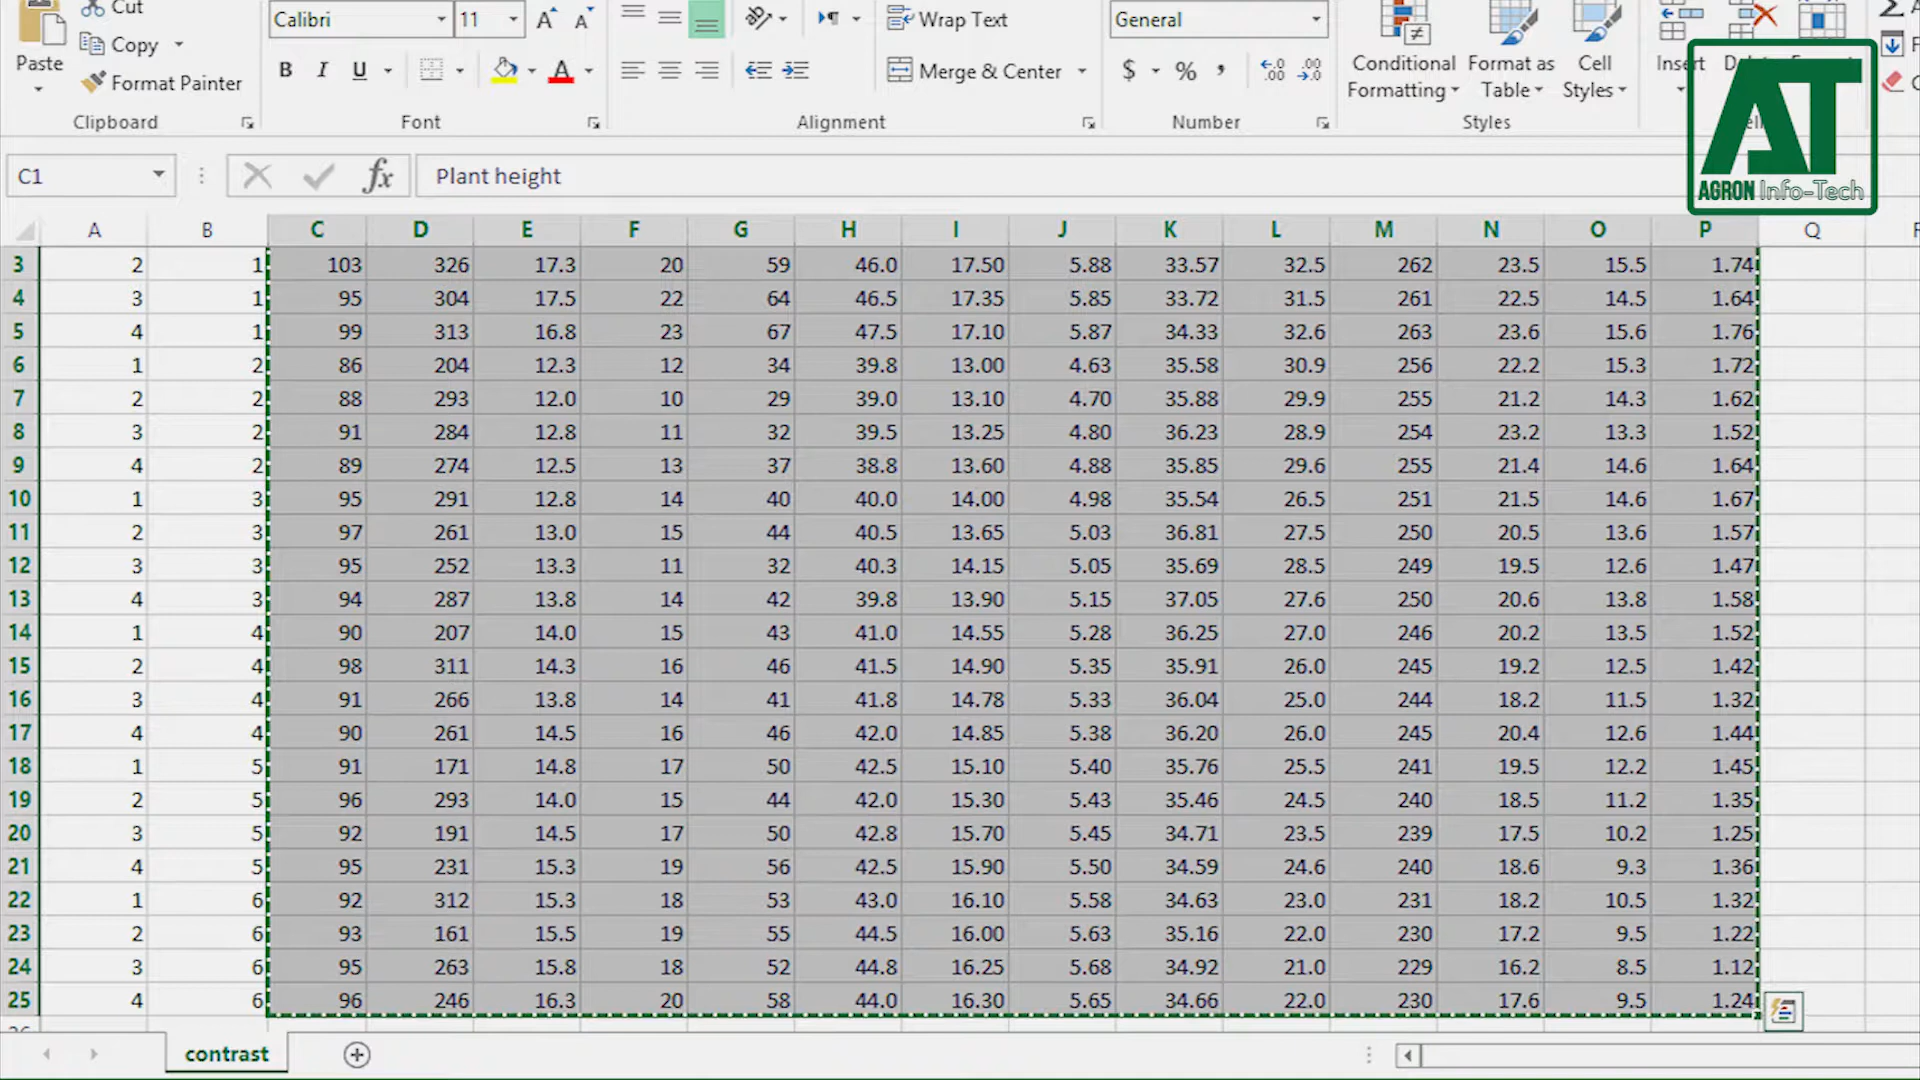 Cut
Calibri 11 A A Wrap Text General
Copy
Paste Format Painter B I U A Merge & Center $ % , Conditional Formatting Format as Table Cell Styles Insert
Clipboard Font Alignment Number Styles
AT
AGRON Info-Tech
C1 fx Plant height
A B C D E F G H I J K L M N O P Q
3 2 1 103 326 17.3 20 59 46.0 17.50 5.88 33.57 32.5 262 23.5 15.5 1.74
4 3 1 95 304 17.5 22 64 46.5 17.35 5.85 33.72 31.5 261 22.5 14.5 1.64
5 4 1 99 313 16.8 23 67 47.5 17.10 5.87 34.33 32.6 263 23.6 15.6 1.76
6 1 2 86 204 12.3 12 34 39.8 13.00 4.63 35.58 30.9 256 22.2 15.3 1.72
7 2 2 88 293 12.0 10 29 39.0 13.10 4.70 35.88 29.9 255 21.2 14.3 1.62
8 3 2 91 284 12.8 11 32 39.5 13.25 4.80 36.23 28.9 254 23.2 13.3 1.52
9 4 2 89 274 12.5 13 37 38.8 13.60 4.88 35.85 29.6 255 21.4 14.6 1.64
10 1 3 95 291 12.8 14 40 40.0 14.00 4.98 35.54 26.5 251 21.5 14.6 1.67
11 2 3 97 261 13.0 15 44 40.5 13.65 5.03 36.81 27.5 250 20.5 13.6 1.57
12 3 3 95 252 13.3 11 32 40.3 14.15 5.05 35.69 28.5 249 19.5 12.6 1.47
13 4 3 94 287 13.8 14 42 39.8 13.90 5.15 37.05 27.6 250 20.6 13.8 1.58
14 1 4 90 207 14.0 15 43 41.0 14.55 5.28 36.25 27.0 246 20.2 13.5 1.52
15 2 4 98 311 14.3 16 46 41.5 14.90 5.35 35.91 26.0 245 19.2 12.5 1.42
16 3 4 91 266 13.8 14 41 41.8 14.78 5.33 36.04 25.0 244 18.2 11.5 1.32
17 4 4 90 261 14.5 16 46 42.0 14.85 5.38 36.20 26.0 245 20.4 12.6 1.44
18 1 5 91 171 14.8 17 50 42.5 15.10 5.40 35.76 25.5 241 19.5 12.2 1.45
19 2 5 96 293 14.0 15 44 42.0 15.30 5.43 35.46 24.5 240 18.5 11.2 1.35
20 3 5 92 191 14.5 17 50 42.8 15.70 5.45 34.71 23.5 239 17.5 10.2 1.25
21 4 5 95 231 15.3 19 56 42.5 15.90 5.50 34.59 24.6 240 18.6 9.3 1.36
22 1 6 92 312 15.3 18 53 43.0 16.10 5.58 34.63 23.0 231 18.2 10.5 1.32
23 2 6 93 161 15.5 19 55 44.5 16.00 5.63 35.16 22.0 230 17.2 9.5 1.22
24 3 6 95 263 15.8 18 52 44.8 16.25 5.68 34.92 21.0 229 16.2 8.5 1.12
25 4 6 96 246 16.3 20 58 44.0 16.30 5.65 34.66 22.0 230 17.6 9.5 1.24
contrast